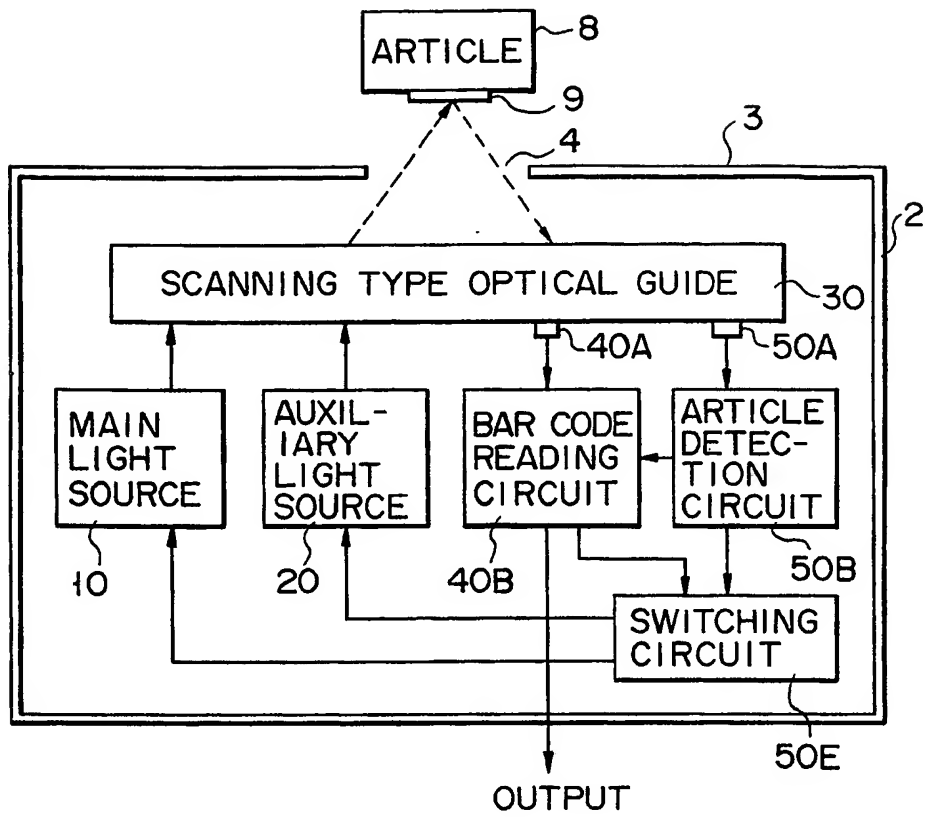 8
ARTICLE
9
4
3
2
SCANNING TYPE OPTICAL GUIDE
30
40A
50A
MAIN
LIGHT
SOURCE
AUXIL-
IARY
LIGHT
SOURCE
BAR CODE
READING
CIRCUIT
ARTICLE
DETEC-
TION
CIRCUIT
10
20
40B
50B
SWITCHING
CIRCUIT
50E
OUTPUT